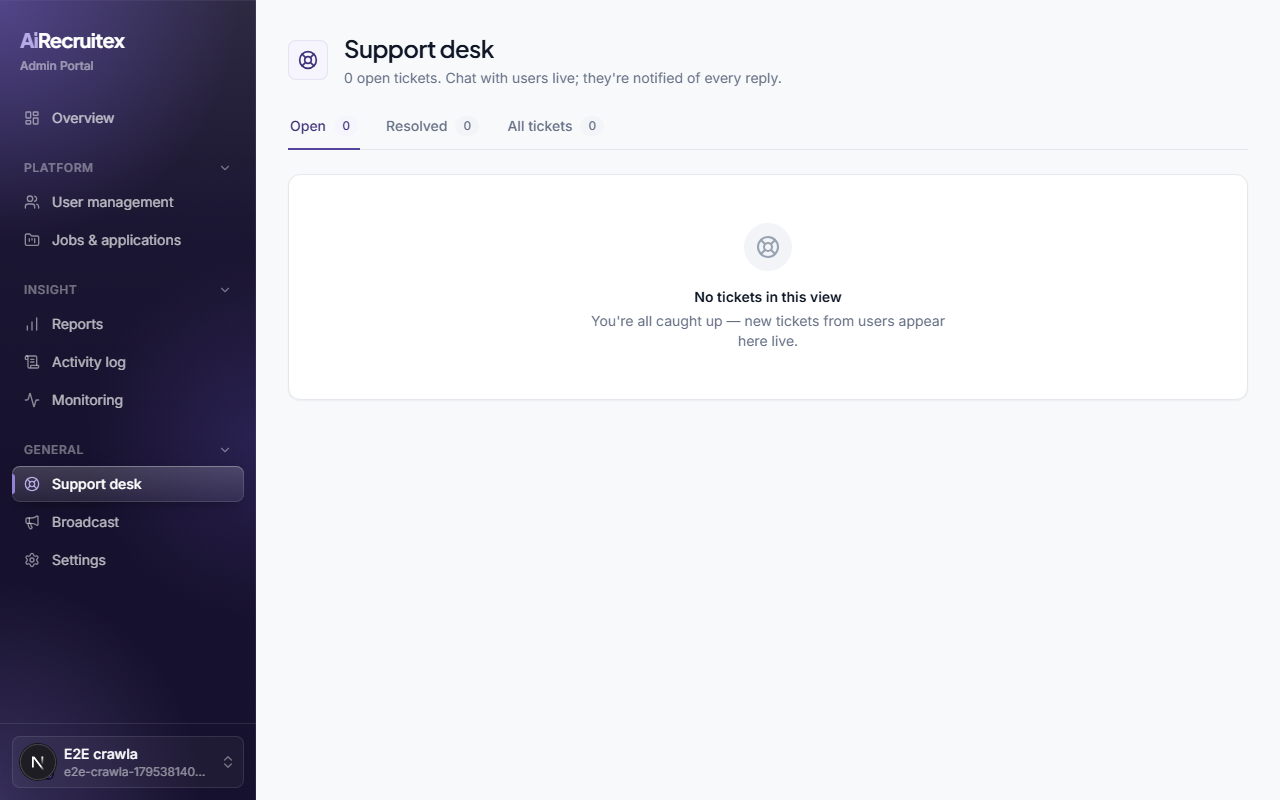 AiRecruitex
Admin Portal
Overview
PLATFORM
User management
Jobs & applications
INSIGHT
Reports
Activity log
Monitoring
GENERAL
Support desk
Broadcast
Settings
N
E2E crawla
e2e-crawla-179538140...
Support desk
0 open tickets. Chat with users live; they're notified of every reply.
Open 0 Resolved 0 All tickets 0
No tickets in this view
You're all caught up — new tickets from users appear
here live.